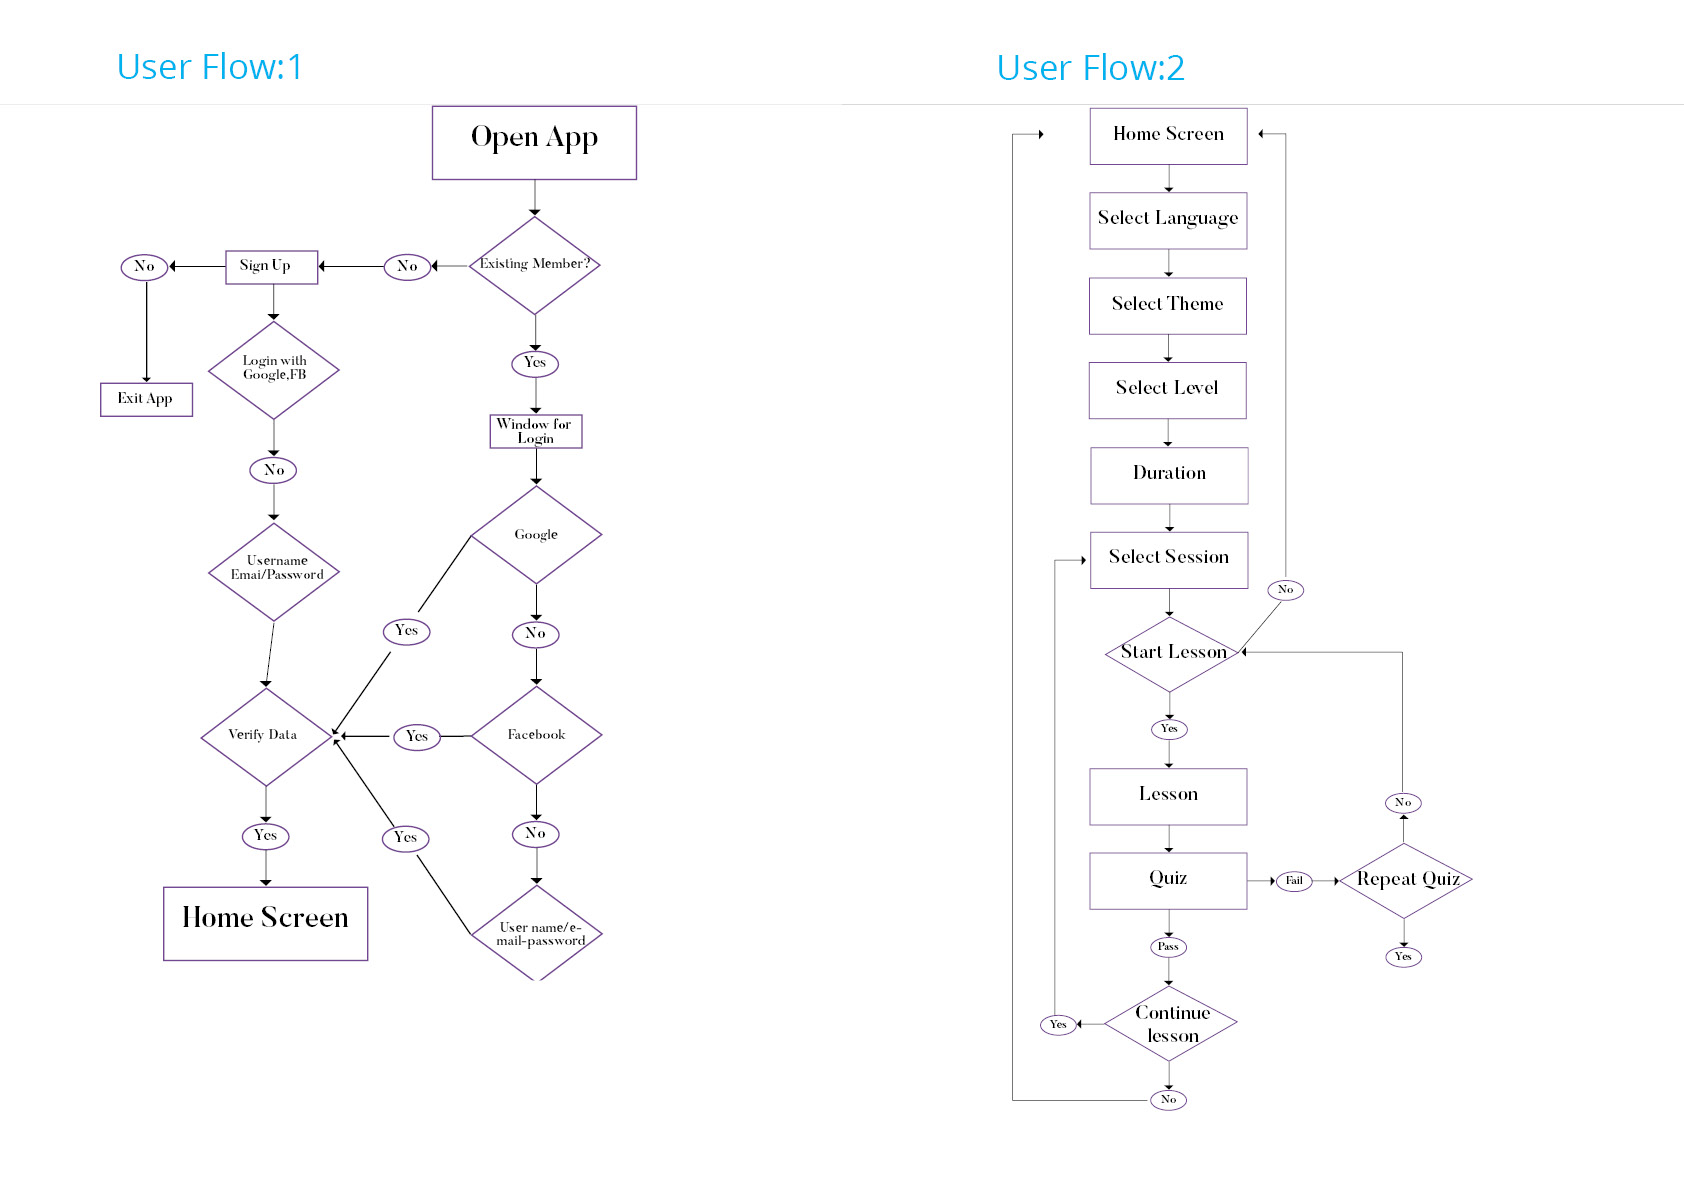 User Flow:1
Open App
Existing Member?
No
Sign Up
No
Exit App
Login with
Google,FB
No
Username
Emai/Password
Yes
Window for
Login
Google
Yes
No
Facebook
Yes
No
User name/e-
mail-password
Yes
Verify Data
Yes
Home Screen
User Flow:2
Home Screen
Select Language
Select Theme
Select Level
Duration
Select Session
No
Start Lesson
Yes
Lesson
Quiz
Fail
Repeat Quiz
No
Yes
Pass
Continue
lesson
Yes
No